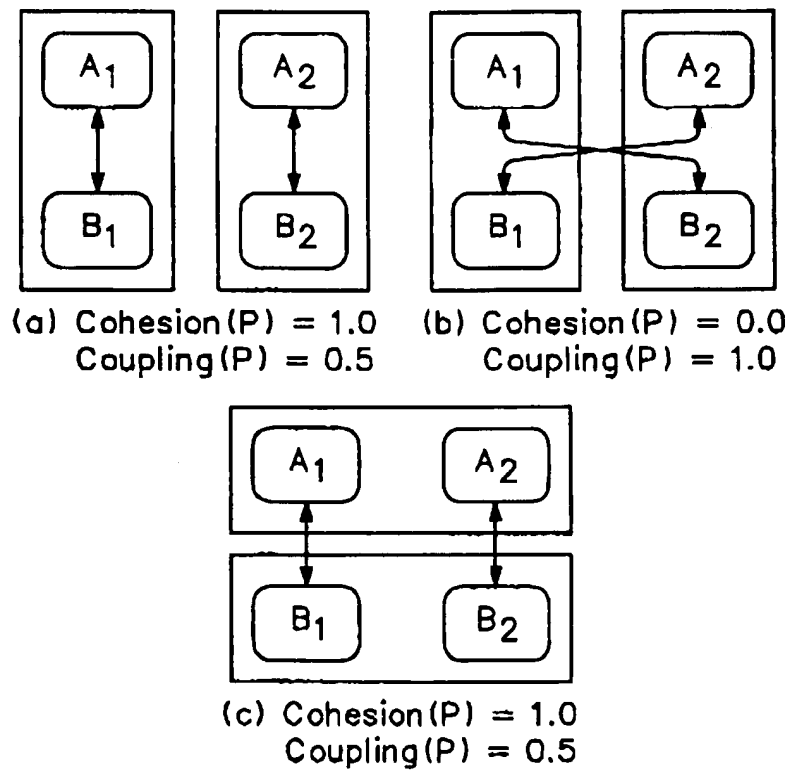 A1 A2 A1 A2
B1 B2 B1 B2
(a) Cohesion(P) = 1.0 (b) Cohesion(P) = 0.0
Coupling(P) = 0.5 Coupling(P) = 1.0
A1 A2
B1 B2
(c) Cohesion(P) = 1.0
Coupling(P) = 0.5